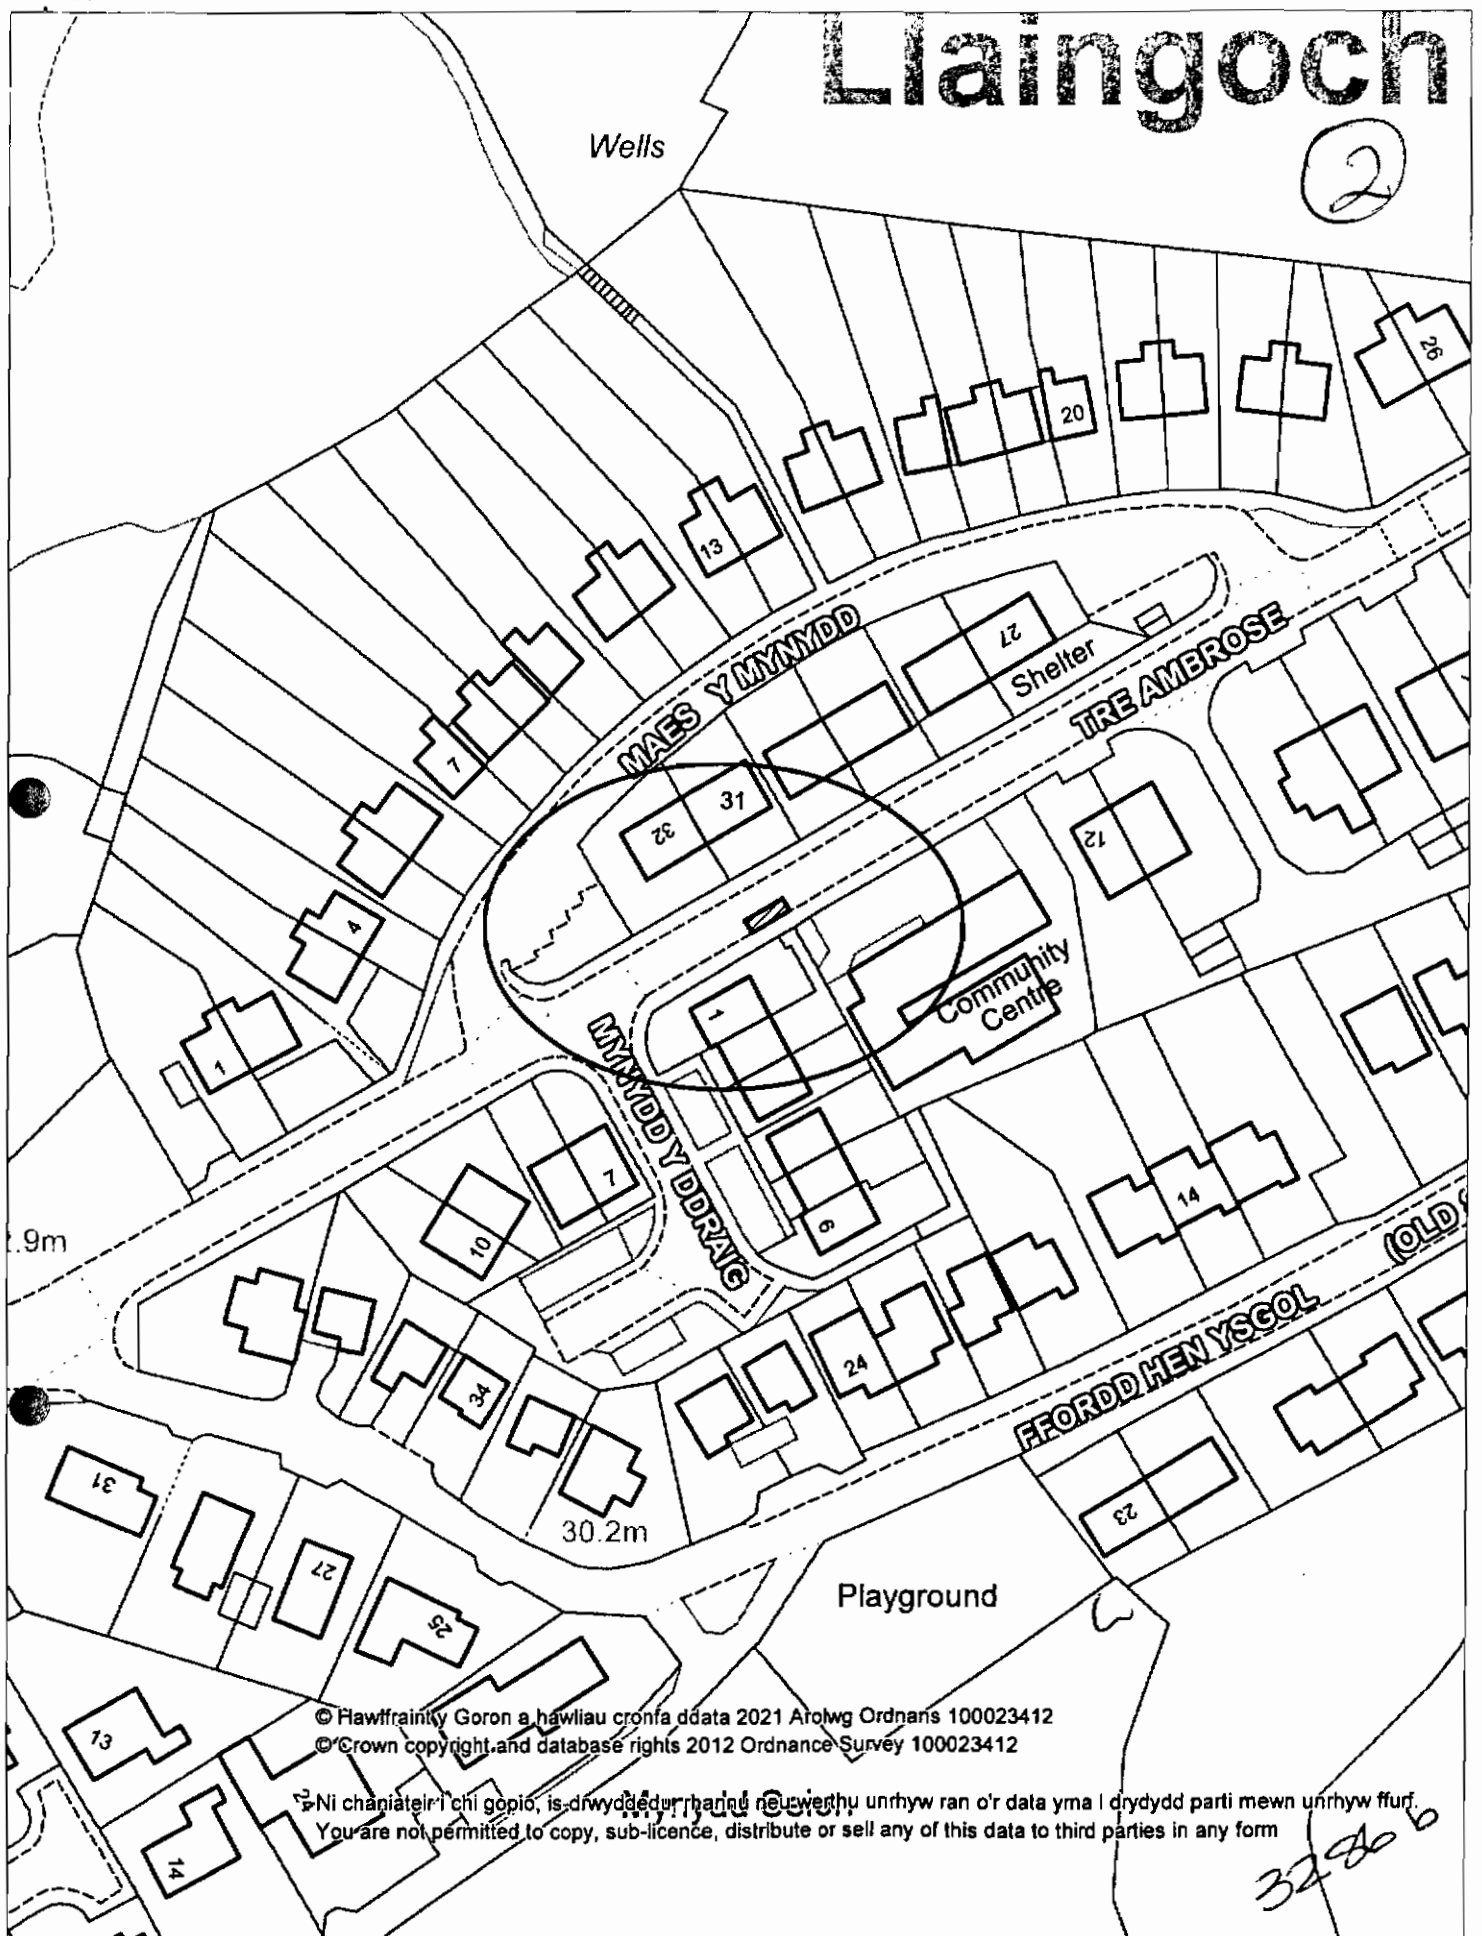 Llaingoch
2
Wells
26
20
13
MAES Y MYNYDD
27
Shelter
TRE AMBROSE
7
31
32
12
4
Community
Centre
1
1
MYNYDD Y DDRAIG
7
10
6
14
.9m
(OLD
FFORDD HEN YSGOL
24
34
31
23
30.2m
27
25
Playground
13
© Hawlfraint y Goron a hawliau cronfa ddata 2021 Arolwg Ordnans 100023412
© Crown copyright and database rights 2012 Ordnance Survey 100023412
24
Ni chaniateir i chi gopio, is-drwyddedu, rhannu neu werthu unrhyw ran o'r data yma I drydydd parti mewn unrhyw ffurf.
You are not permitted to copy, sub-licence, distribute or sell any of this data to third parties in any form
14